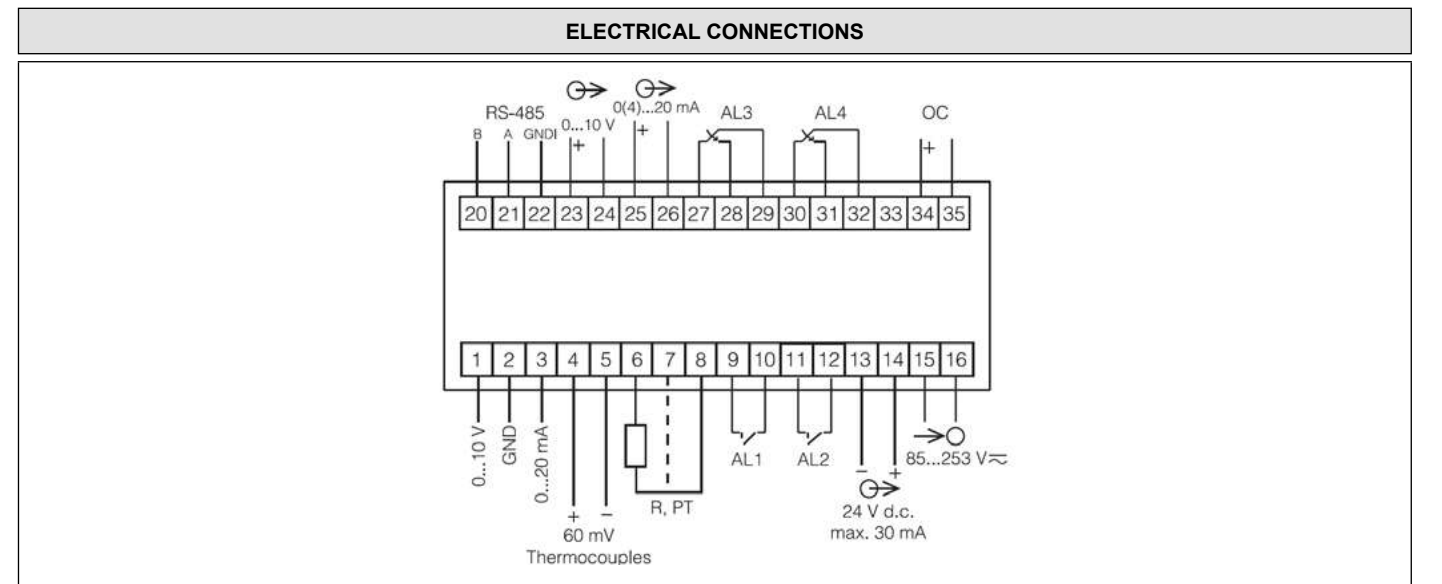 ELECTRICAL CONNECTIONS
RS-485
B A GNDI
0...10 V
+
0(4)...20 mA
+
AL3
AL4
OC
+
20 21 22 23 24 25 26 27 28 29 30 31 32 33 34 35
1 2 3 4 5 6 7 8 9 10 11 12 13 14 15 16
0...10 V
GND
0...20 mA
+ −
60 mV
Thermocouples
R, PT
AL1
AL2
− +
24 V d.c.
max. 30 mA
85...253 V